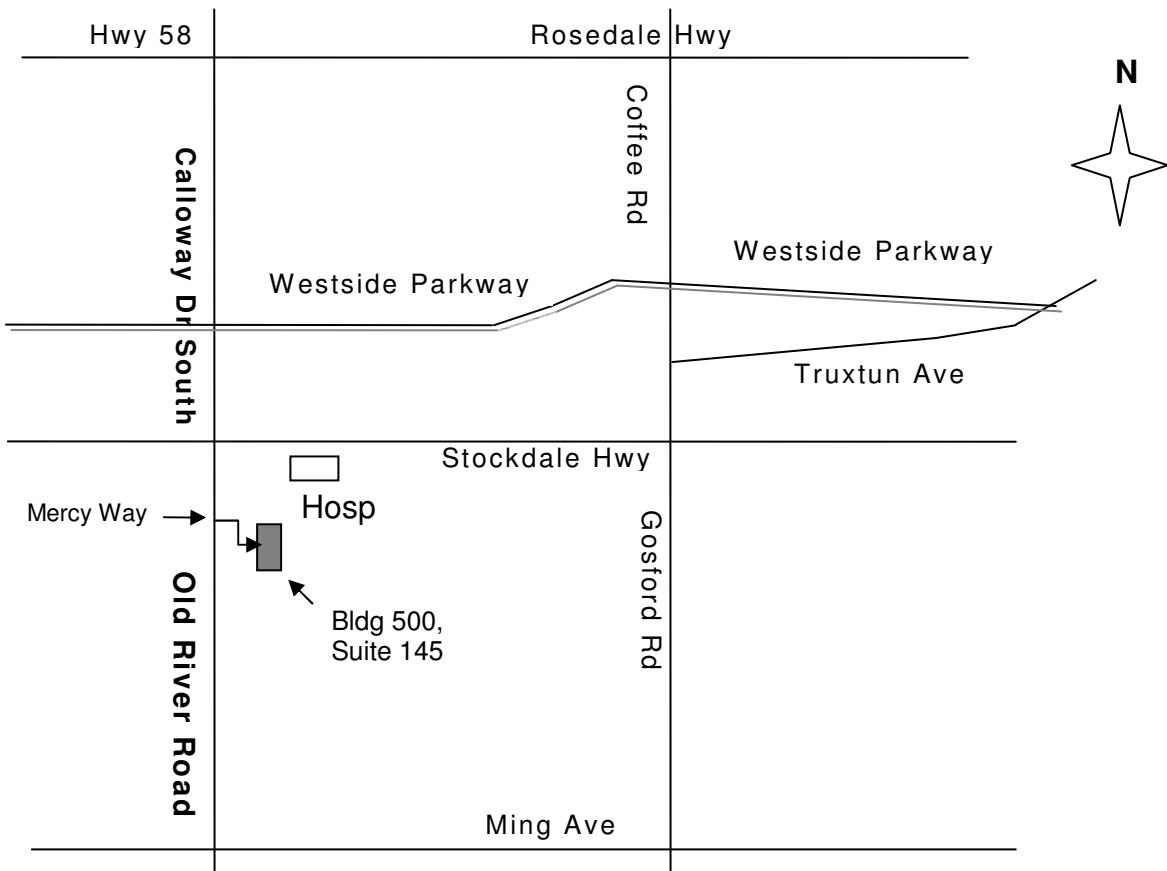 Hwy 58
Rosedale Hwy
N
Coffee Rd
Calloway Dr South
Westside Parkway
Westside Parkway
Truxtun Ave
Stockdale Hwy
Hosp
Mercy Way
Gosford Rd
Old River Road
Bldg 500,
Suite 145
Ming Ave